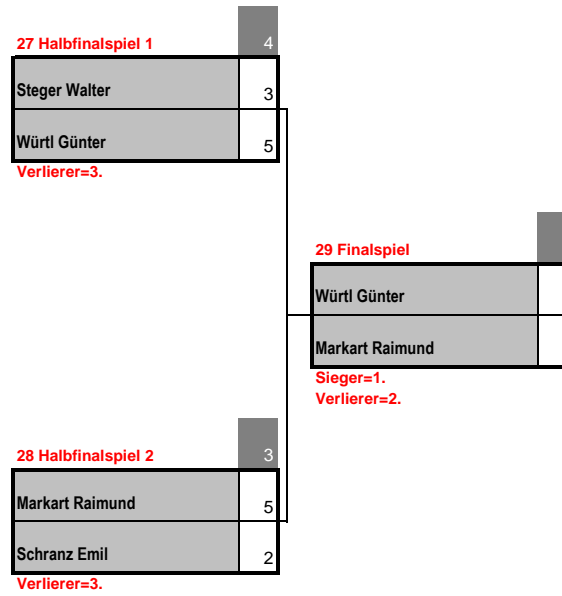 27 Halbfinalspiel 1 4
Steger Walter 3
Würtl Günter 5
Verlierer=3.
29 Finalspiel
Würtl Günter
Markart Raimund
Sieger=1.
Verlierer=2.
28 Halbfinalspiel 2 3
Markart Raimund 5
Schranz Emil 2
Verlierer=3.